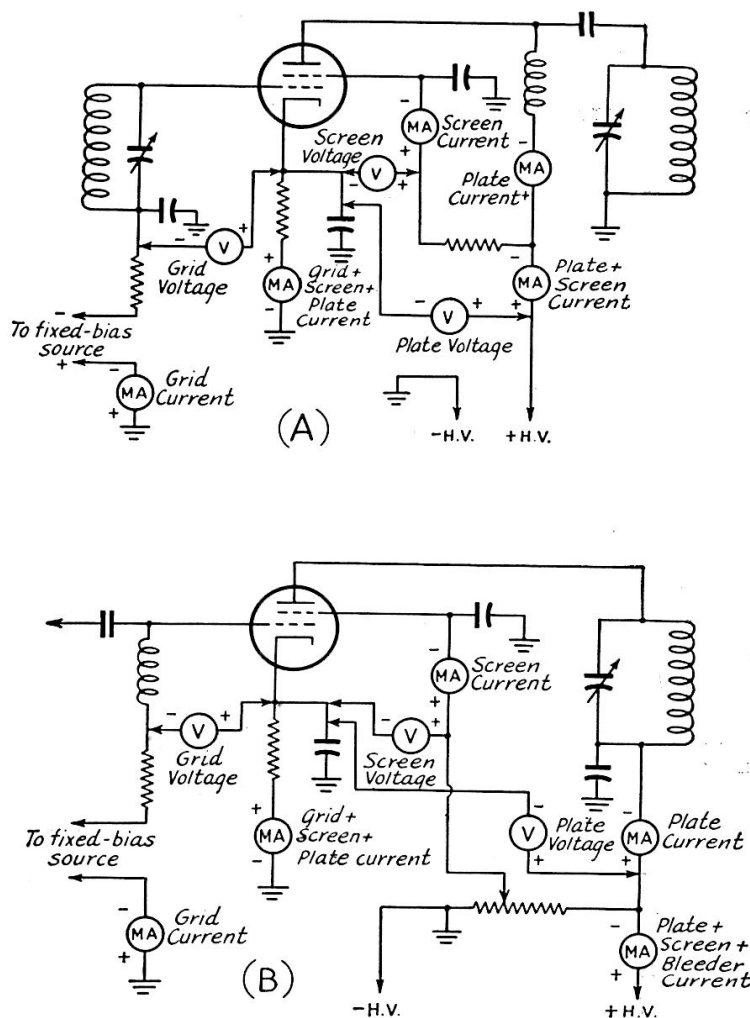 MA
Screen
Current
Screen
Voltage
-
+
-
V
+
-
MA
Plate
Current +
-
V
+
Grid
Voltage
+
MA
-
Grid +
Screen +
Plate
Current
-
MA
+
Plate +
Screen
Current
-
V
+
Plate Voltage
-
To fixed-bias
source
+
-
MA
+
Grid
Current
(A)
-H.V.
+H.V.
-
MA
+
Screen
Current
-
V
+
Grid
Voltage
-
V
+
Screen
Voltage
+
MA
-
Grid +
Screen +
Plate current
-
V
+
Plate
Voltage
-
MA
+
Plate
Current
To fixed-bias
source
-
MA
+
Grid
Current
-
MA
+
Plate +
Screen +
Bleeder
Current
(B)
-H.V.
+H.V.